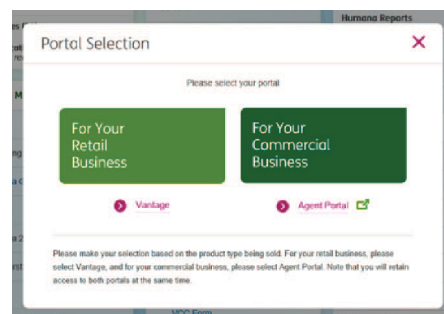 Humana Reports
Portal Selection
Please select your portal
For Your
Retail
Business
For Your
Commercial
Business
Vantage
Agent Portal
Please make your selection based on the product type being sold. For your retail business, please
select Vantage, and for your commercial business, please select Agent Portal. Note that you will retain
access to both portals at the same time.
VCC Form